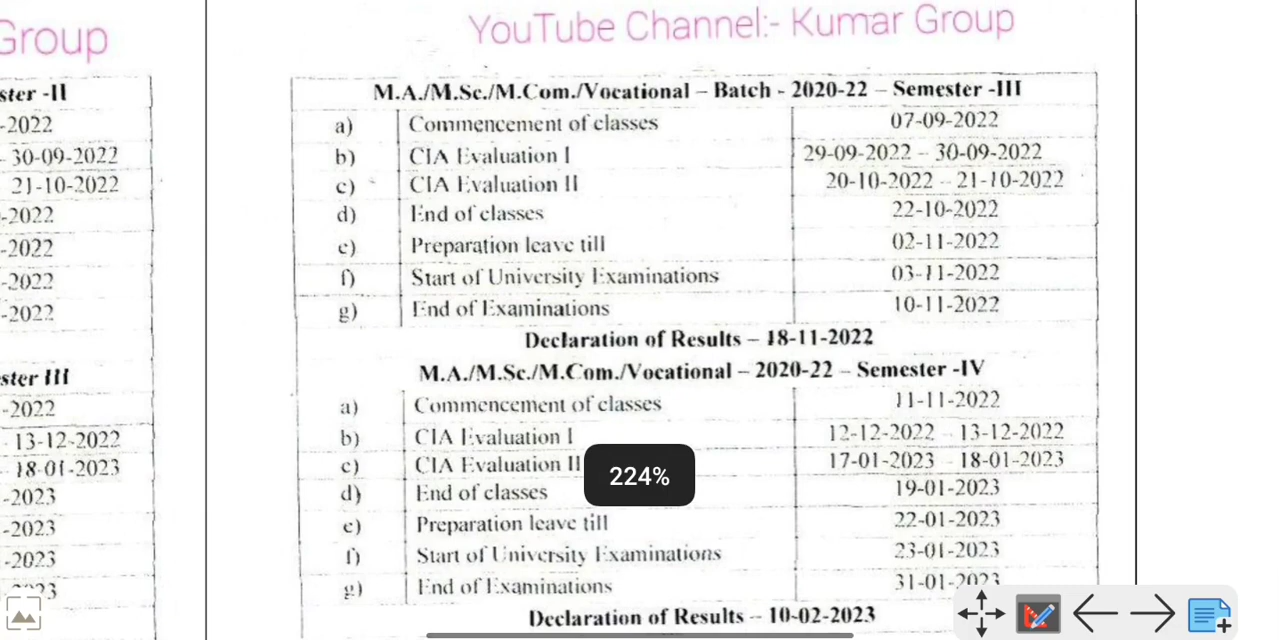 Group
YouTube Channel:- Kumar Group
ster -II
-2022
- 30-09-2022
21-10-2022
-2022
-2022
-2022
-2022
ster III
-2022
- 13-12-2022
- 18-01-2023
-2023
-2023
-2023
M.A./M.Sc./M.Com./Vocational – Batch - 2020-22 – Semester -III
a) Commencement of classes 07-09-2022
b) CIA Evaluation I 29-09-2022 – 30-09-2022
c) CIA Evaluation II 20-10-2022 - 21-10-2022
d) End of classes 22-10-2022
e) Preparation leave till 02-11-2022
f) Start of University Examinations 03-11-2022
g) End of Examinations 10-11-2022
Declaration of Results – 18-11-2022
M.A./M.Sc./M.Com./Vocational – 2020-22 – Semester -IV
a) Commencement of classes 11-11-2022
b) CIA Evaluation I 12-12-2022 - 13-12-2022
c) CIA Evaluation II 17-01-2023 - 18-01-2023
224%
d) End of classes 19-01-2023
e) Preparation leave till 22-01-2023
f) Start of University Examinations 23-01-2023
g) End of Examinations 31-01-2023
Declaration of Results -- 10-02-2023